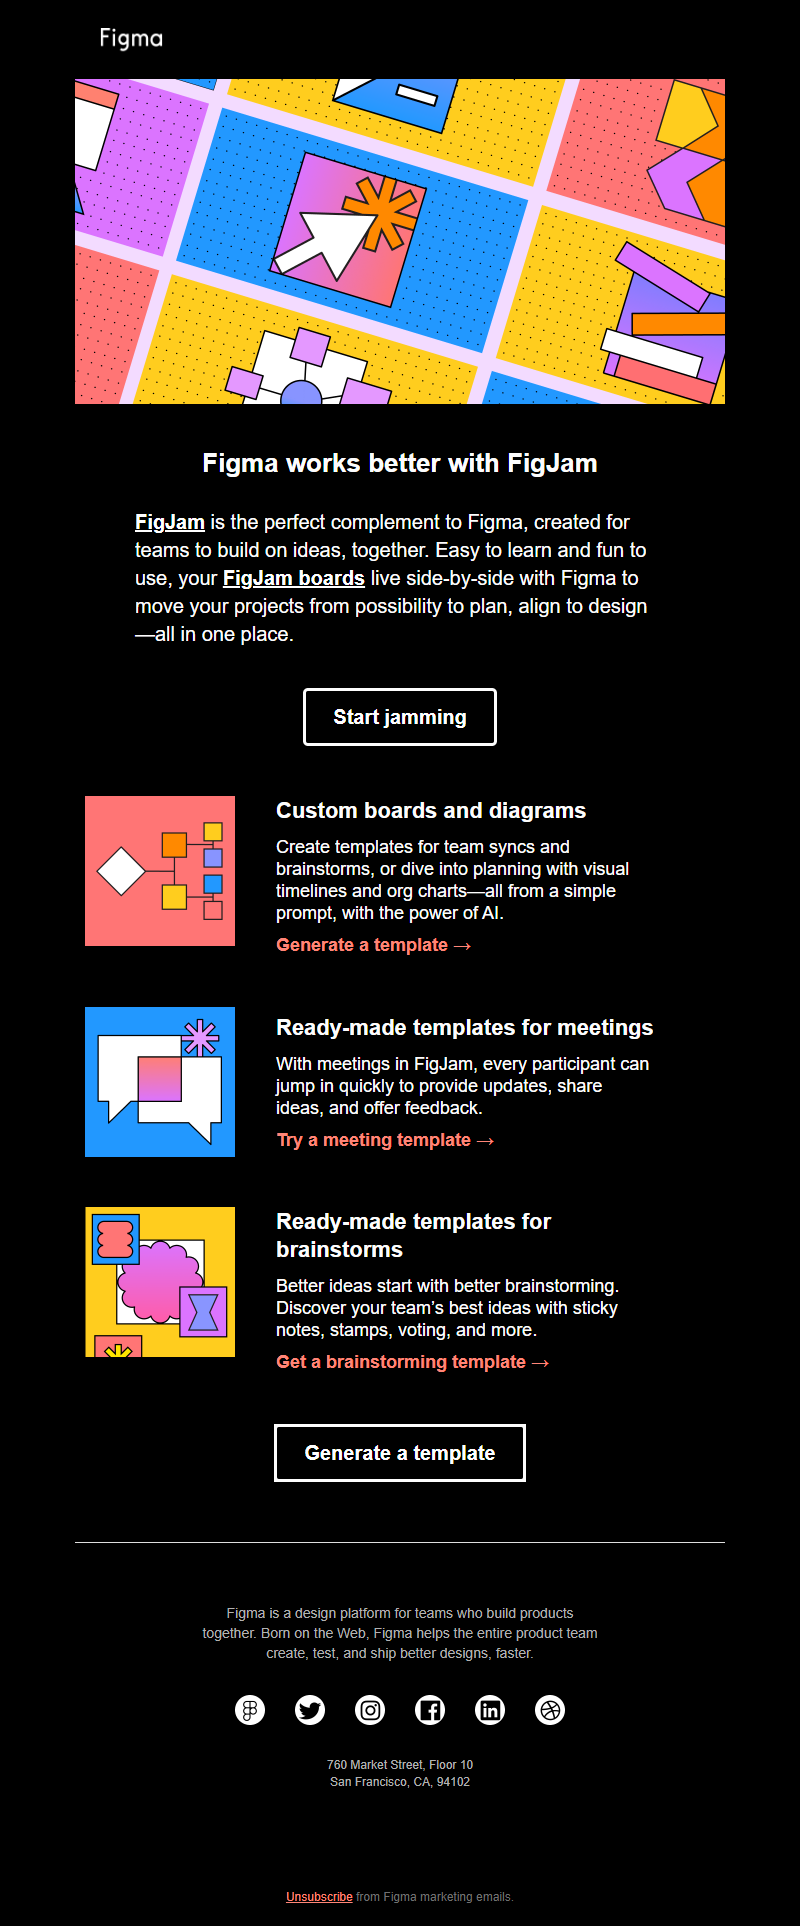 Figma
Figma works better with FigJam
FigJam is the perfect complement to Figma, created for
teams to build on ideas, together. Easy to learn and fun to
use, your FigJam boards live side-by-side with Figma to
move your projects from possibility to plan, align to design
—all in one place.
Start jamming
Custom boards and diagrams
Create templates for team syncs and
brainstorms, or dive into planning with visual
timelines and org charts—all from a simple
prompt, with the power of AI.
Generate a template →
Ready-made templates for meetings
With meetings in FigJam, every participant can
jump in quickly to provide updates, share
ideas, and offer feedback.
Try a meeting template →
Ready-made templates for
brainstorms
Better ideas start with better brainstorming.
Discover your team’s best ideas with sticky
notes, stamps, voting, and more.
Get a brainstorming template →
Generate a template
Figma is a design platform for teams who build products
together. Born on the Web, Figma helps the entire product team
create, test, and ship better designs, faster.
760 Market Street, Floor 10
San Francisco, CA, 94102
Unsubscribe from Figma marketing emails.